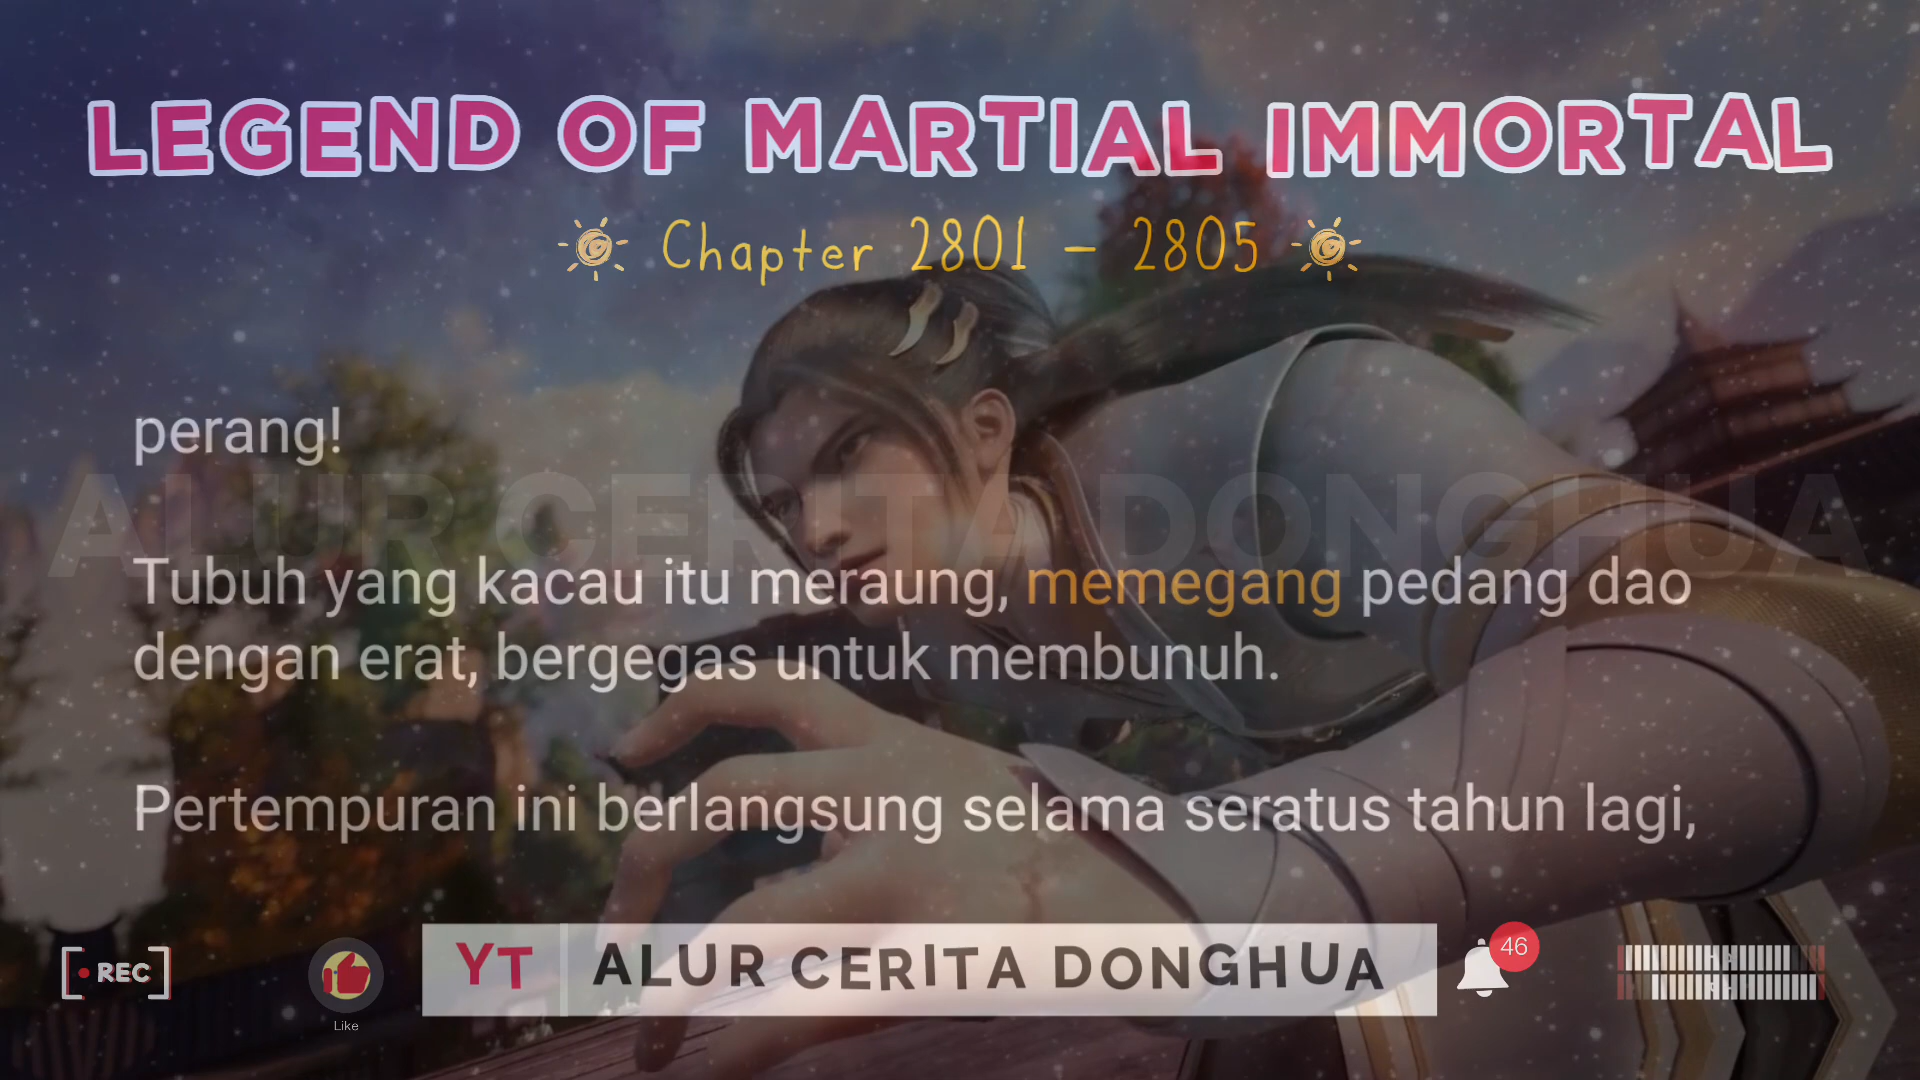 LEGEND OF MARTIAL IMMORTAL
Chapter 2801 - 2805
perang!
ALUR CERITA DONGHUA
Tubuh yang kacau itu meraung, memegang pedang dao
dengan erat, bergegas untuk membunuh.
Pertempuran ini berlangsung selama seratus tahun lagi,
REC
Like
YT ALUR CERITA DONGHUA
46